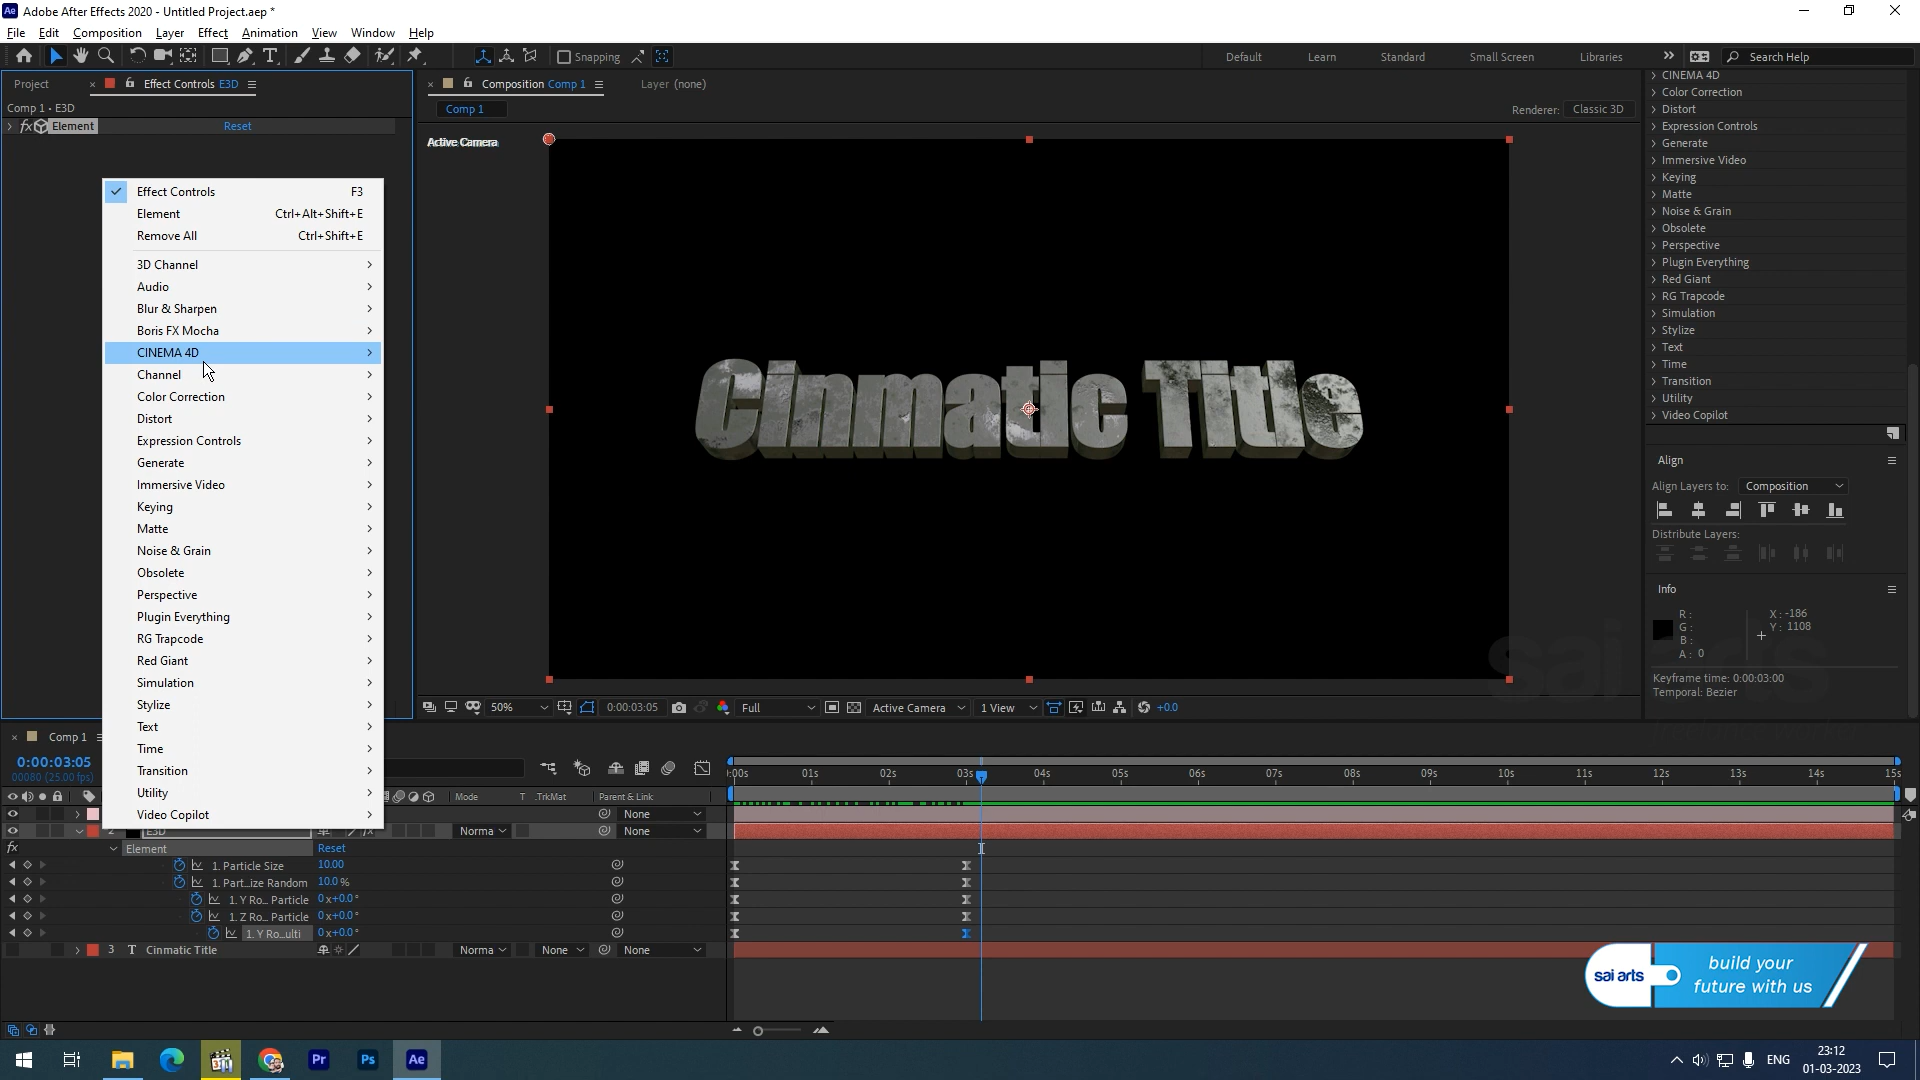 Adobe After Effects 2020 - Untitled Project.aep *
File Edit Composition Layer Effect Animation View Window Help
Snapping
Default Learn Standard Small Screen Libraries
Search Help
Project
Effect Controls E3D
Comp 1 • E3D
fx Element Reset
Composition Comp 1
Layer (none)
Comp 1
Renderer: Classic 3D
Active Camera
Cinmatic Title
Effect Controls F3
Element Ctrl+Alt+Shift+E
Remove All Ctrl+Shift+E
3D Channel
Audio
Blur & Sharpen
Boris FX Mocha
CINEMA 4D
Channel
Color Correction
Distort
Expression Controls
Generate
Immersive Video
Keying
Matte
Noise & Grain
Obsolete
Perspective
Plugin Everything
RG Trapcode
Red Giant
Simulation
Stylize
Text
Time
Transition
Utility
Video Copilot
CINEMA 4D
Color Correction
Distort
Expression Controls
Generate
Immersive Video
Keying
Matte
Noise & Grain
Obsolete
Perspective
Plugin Everything
Red Giant
RG Trapcode
Simulation
Stylize
Text
Time
Transition
Utility
Video Copilot
Align
Align Layers to: Composition
Distribute Layers:
Info
R:
G:
B:
A: 0
X: -186
Y: 1108
Keyframe time: 0:00:03:00
Temporal: Bezier
sai arts
50% 0:00:03:05 Full Active Camera 1 View +0.0
Comp 1
0:00:03:05
00080 (25.00 fps)
:00s 01s 02s 03s 04s 05s 06s 07s 08s 09s 10s 11s 12s 13s 14s 15s
Mode T .TrkMat Parent & Link
None
2 E3D Norma None
fx Element Reset
1. Particle Size 10.00
1. Part...ize Random 10.0 %
1. Y Ro... Particle 0x+0.0°
1. Z Ro... Particle 0x+0.0°
1. Y Ro...ulti 0x+0.0°
3 T Cinmatic Title Norma None None
sai arts
build your
future with us
Pr Ps Ae
ENG
23:12
01-03-2023